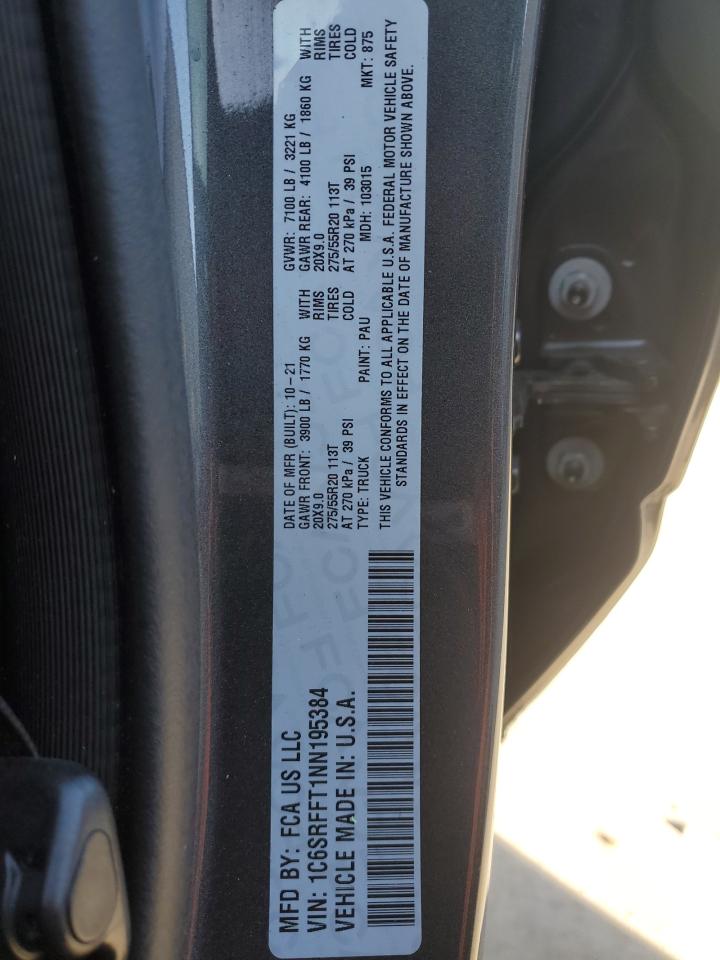 MFD BY: FCA US LLC
VIN: 1C6SRFFT1NN195384
VEHICLE MADE IN: U.S.A.
DATE OF MFR (BUILT): 10-21
GAWR FRONT: 3900 LB / 1770 KG WITH
20X9.0 RIMS
275/55R20 113T TIRES
AT 270 kPa / 39 PSI COLD
TYPE: TRUCK PAINT: PAU
GVWR: 7100 LB / 3221 KG
GAWR REAR: 4100 LB / 1860 KG WITH
20X9.0 RIMS
275/55R20 113T TIRES
AT 270 kPa / 39 PSI COLD
MDH: 103015 MKT: 875
THIS VEHICLE CONFORMS TO ALL APPLICABLE U.S.A. FEDERAL MOTOR VEHICLE SAFETY
STANDARDS IN EFFECT ON THE DATE OF MANUFACTURE SHOWN ABOVE.